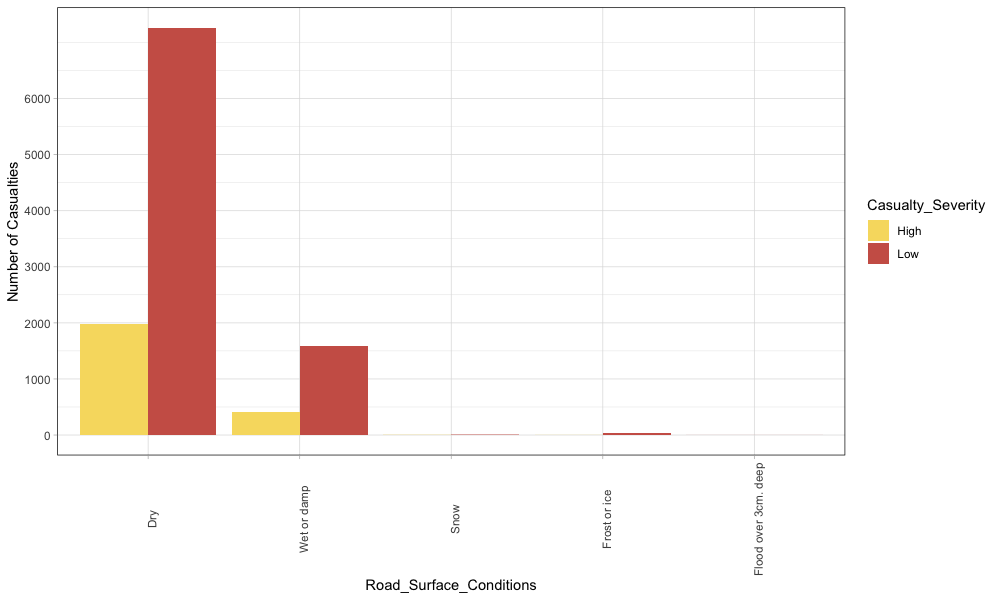 Number of Casualties
6000
5000
4000
3000
2000
1000
0
Dry
Wet or damp
Snow
Frost or ice
Flood over 3cm. deep
Road_Surface_Conditions
Casualty_Severity
High
Low